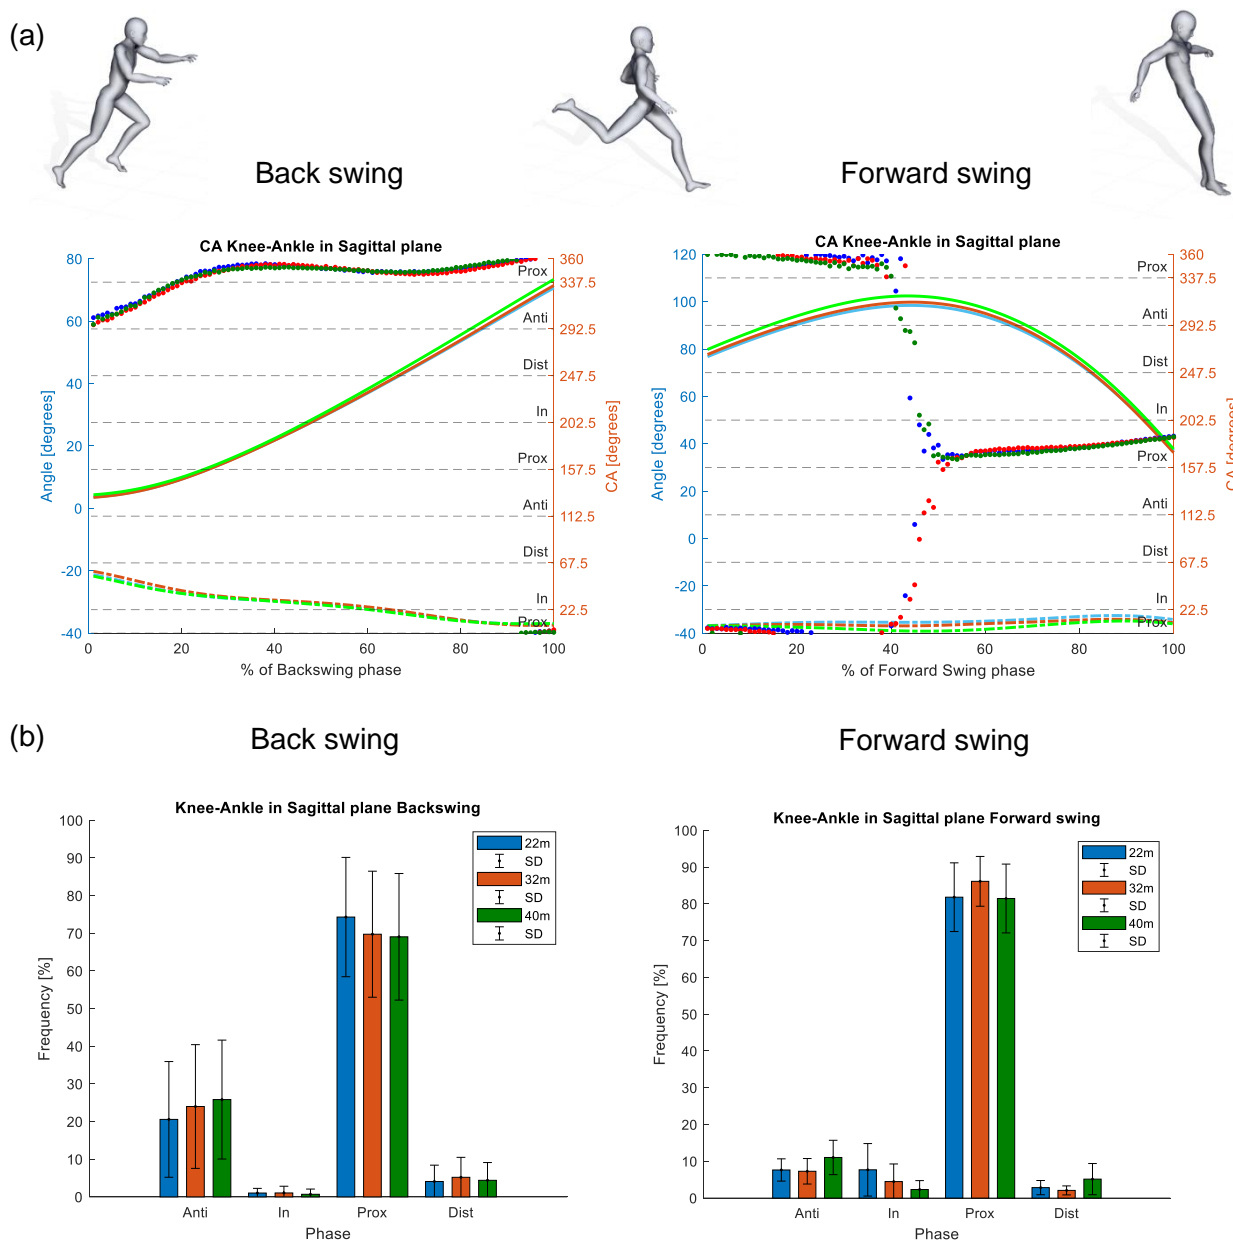 (a)
Back swing
Forward swing
CA Knee-Ankle in Sagittal plane
80
60
40
20
0
-20
-40
Angle [degrees]
360
337.5
292.5
247.5
202.5
157.5
112.5
67.5
22.5
CA [degrees]
Prox
Anti
Dist
In
Prox
Anti
Dist
In
Prox
0
20
40
60
80
100
% of Backswing phase
CA Knee-Ankle in Sagittal plane
120
100
80
60
40
20
0
-20
-40
Angle [degrees]
360
337.5
292.5
247.5
202.5
157.5
112.5
67.5
22.5
CA [degrees]
Prox
Anti
Dist
In
Prox
Anti
Dist
In
Prox
0
20
40
60
80
100
% of Forward Swing phase
(b)
Back swing
Forward swing
Knee-Ankle in Sagittal plane Backswing
100
90
80
70
60
50
40
30
20
10
0
Frequency [%]
22m
SD
32m
SD
40m
SD
Anti
In
Prox
Dist
Phase
Knee-Ankle in Sagittal plane Forward swing
100
90
80
70
60
50
40
30
20
10
0
Frequency [%]
22m
SD
32m
SD
40m
SD
Anti
In
Prox
Dist
Phase